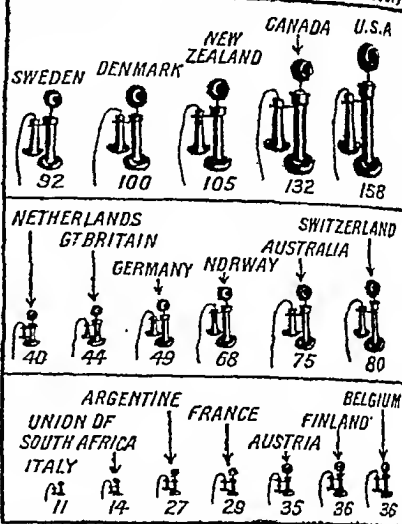 CANADA U.S.A
NEW
ZEALAND
DENMARK
SWEDEN
92 100 105 132 158
NETHERLANDS
GT BRITAIN
SWITZERLAND
AUSTRALIA
GERMANY NORWAY
40 44 49 68 75 80
ARGENTINE
BELGIUM
UNION OF
SOUTH AFRICA
FRANCE
FINLAND
AUSTRIA
ITALY
11 14 27 29 35 36 36